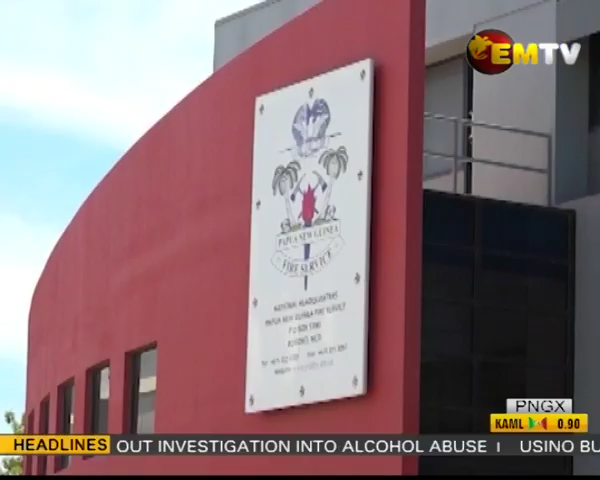 EMTV
PAPUA NEW GUINEA
FIRE SERVICE
NATIONAL HEADQUARTERS
PAPUA NEW GUINEA FIRE SERVICE
PNGX
KAML 0.90
HEADLINES OUT INVESTIGATION INTO ALCOHOL ABUSE | USINO BU